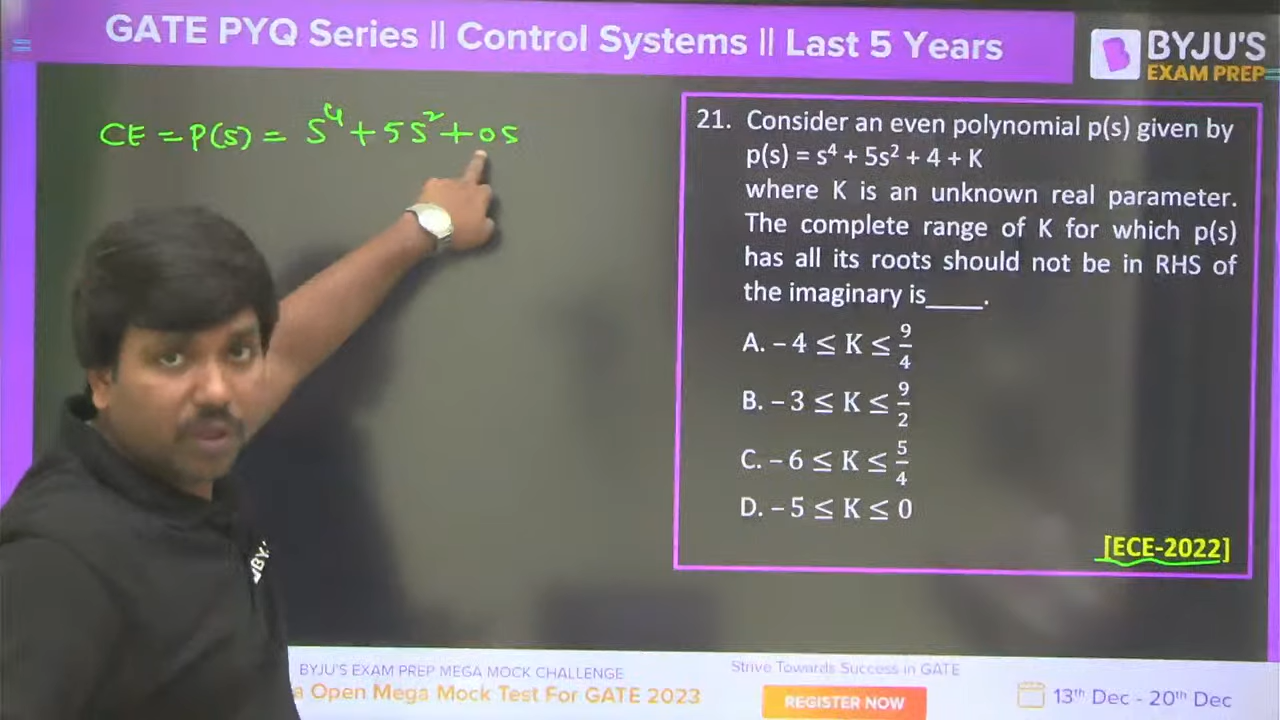 GATE PYQ Series || Control Systems || Last 5 Years
BYJU'S
EXAM PREP
CE = P(s) = s⁴ + 5s² + 0s
21. Consider an even polynomial p(s) given by
p(s) = s⁴ + 5s² + 4 + K
where K is an unknown real parameter.
The complete range of K for which p(s)
has all its roots should not be in RHS of
the imaginary is____.
A. – 4 ≤ K ≤ 9/4
B. – 3 ≤ K ≤ 9/2
C. – 6 ≤ K ≤ 5/4
D. – 5 ≤ K ≤ 0
[ECE-2022]
BY
BYJU'S EXAM PREP MEGA MOCK CHALLENGE
a Open Mega Mock Test For GATE 2023
Strive Towards Success in GATE
REGISTER NOW
13th Dec - 20th Dec